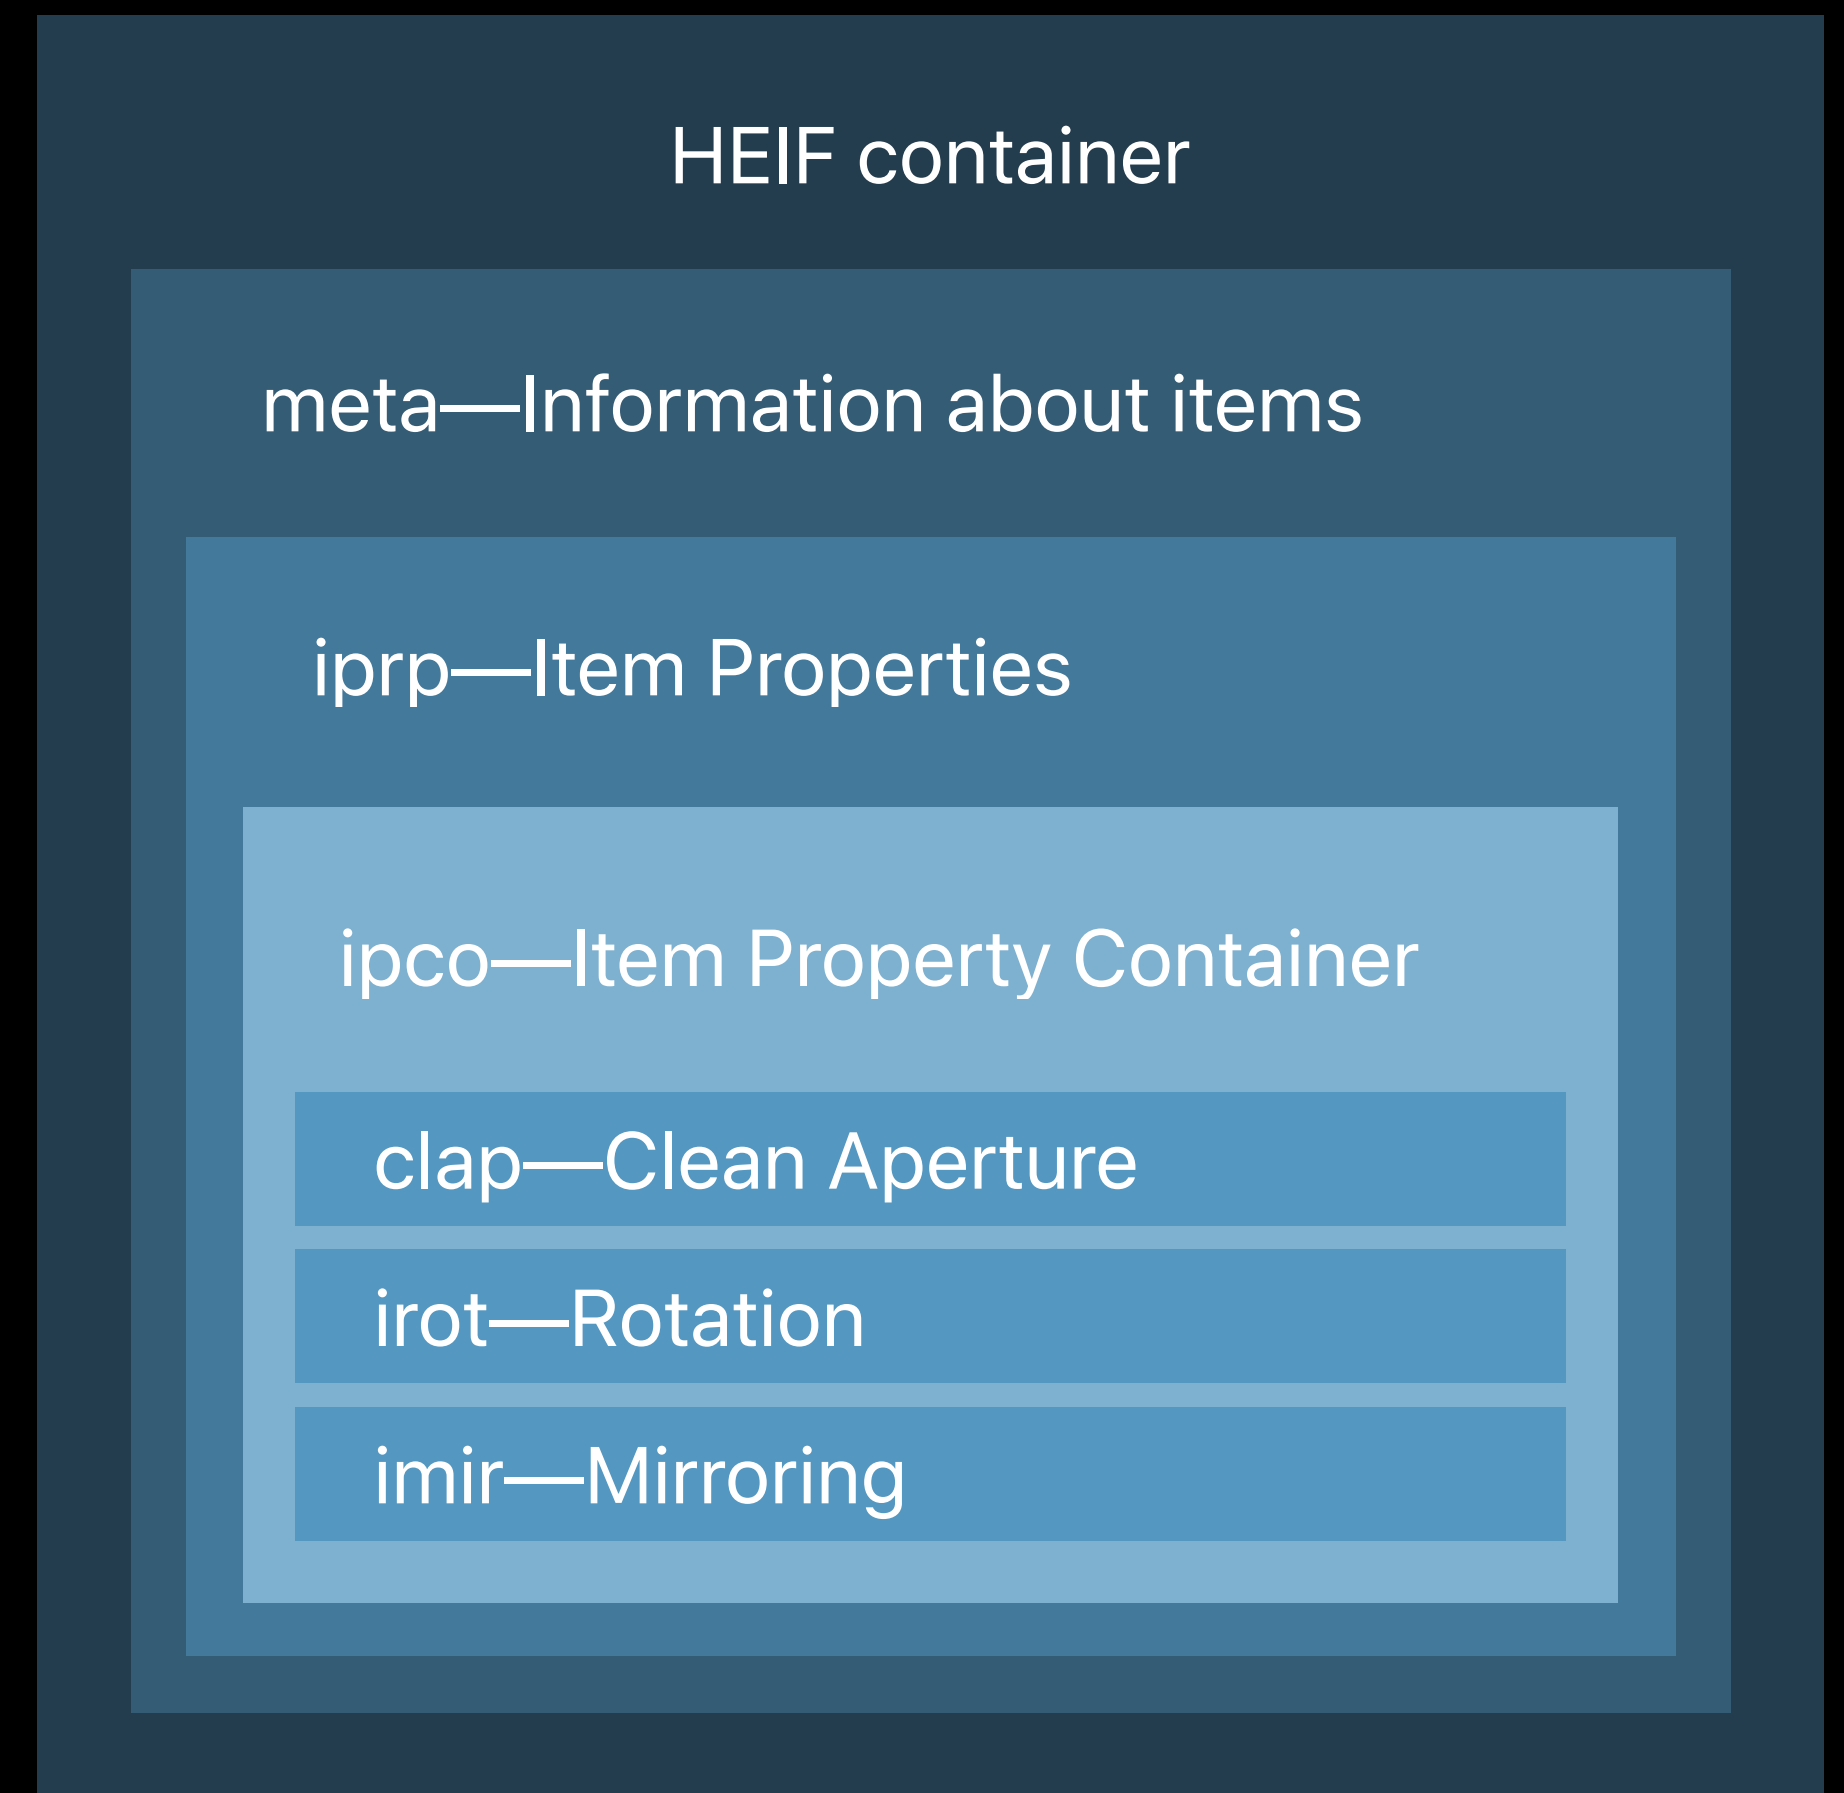 HEIF container
meta—Information about items
iprp—Item Properties
ipco—Item Property Container
clap—Clean Aperture
irot—Rotation
imir—Mirroring